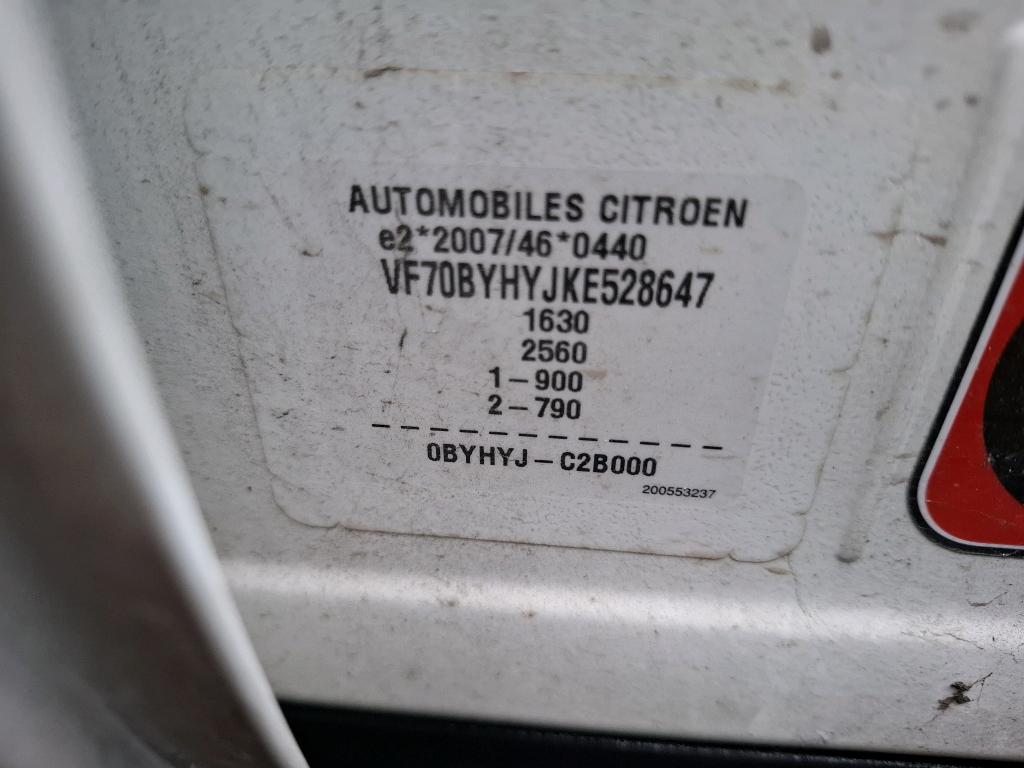 AUTOMOBILES CITROEN
e2*2007/46*0440
VF70BYHYJKE528647
1630
2560
1-900
2-790
0BYHYJ-C2B000
200553237